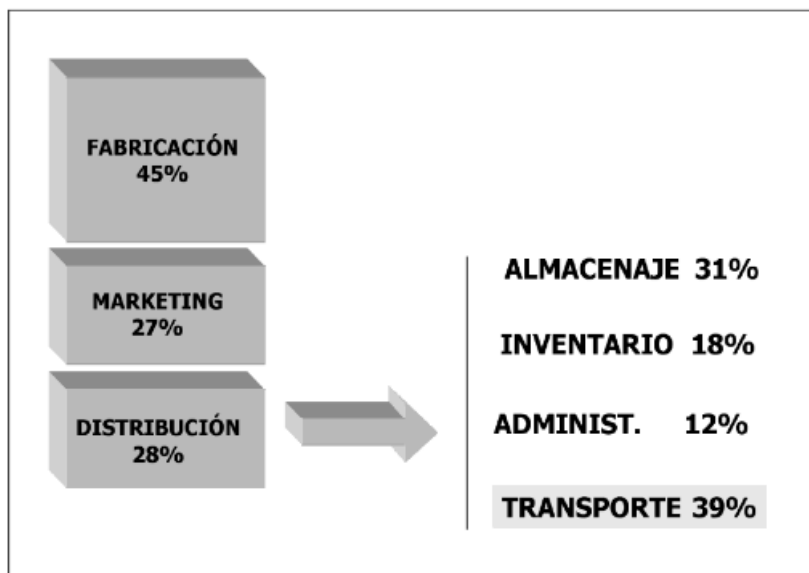 FABRICACIÓN
45%
MARKETING
27%
DISTRIBUCIÓN
28%
ALMACENAJE 31%
INVENTARIO 18%
ADMINIST. 12%
TRANSPORTE 39%